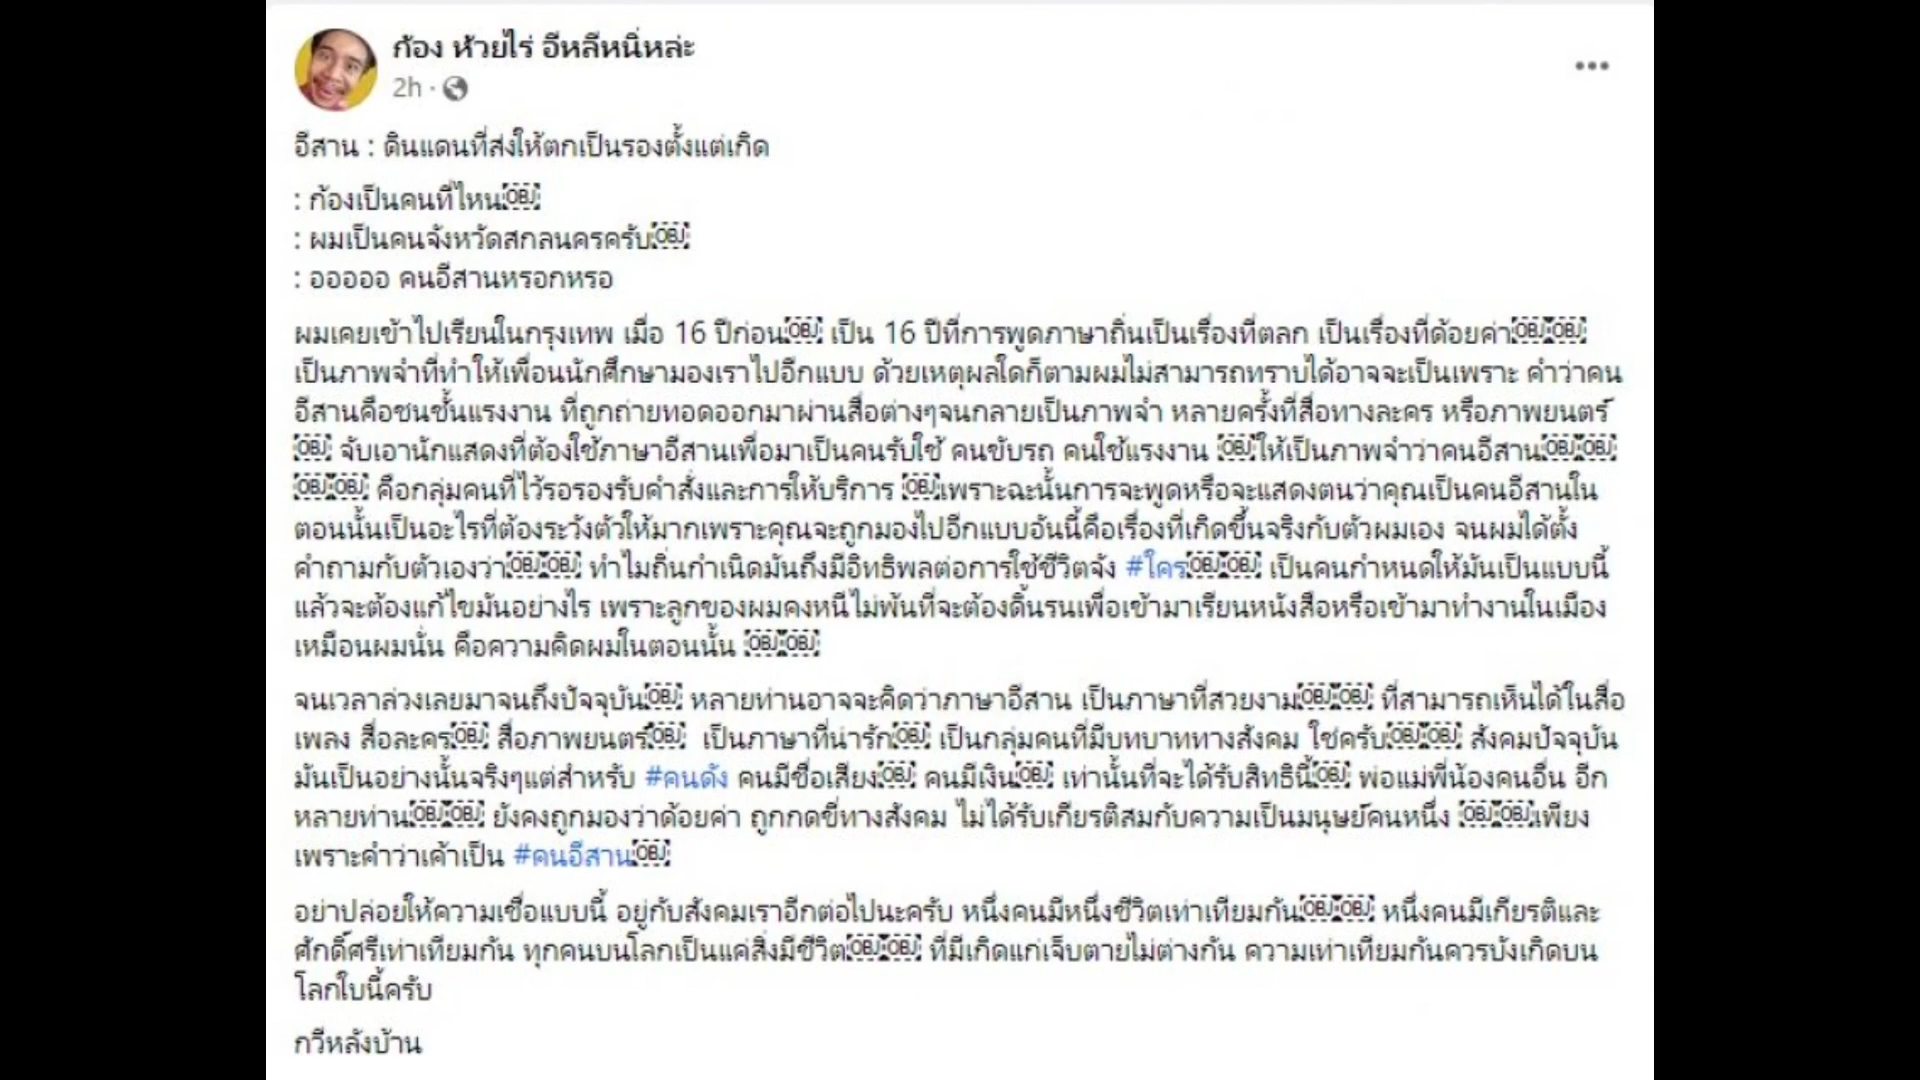 ก้อง ห้วยไร่ อีหลีหนิ่หล่ะ
2h ·
อีสาน : ดินแดนที่ส่งให้ตกเป็นรองตั้งแต่เกิด
: ก้องเป็นคนที่ไหน￼
: ผมเป็นคนจังหวัดสกลนครครับ￼
: อออออ คนอีสานหรอกหรอ
ผมเคยเข้าไปเรียนในกรุงเทพ เมื่อ 16 ปีก่อน￼ เป็น 16 ปีที่การพูดภาษาถิ่นเป็นเรื่องที่ตลก เป็นเรื่องที่ด้อยค่า￼￼
เป็นภาพจำที่ทำให้เพื่อนนักศึกษามองเราไปอีกแบบ ด้วยเหตุผลใดก็ตามผมไม่สามารถทราบได้อาจจะเป็นเพราะ คำว่าคน
อีสานคือชนชั้นแรงงาน ที่ถูกถ่ายทอดออกมาผ่านสื่อต่างๆจนกลายเป็นภาพจำ หลายครั้งที่สื่อทางละคร หรือภาพยนตร์
￼ จับเอานักแสดงที่ต้องใช้ภาษาอีสานเพื่อมาเป็นคนรับใช้ คนขับรถ คนใช้แรงงาน ￼ให้เป็นภาพจำว่าคนอีสาน￼￼
￼￼ คือกลุ่มคนที่ไว้รอรองรับคำสั่งและการให้บริการ ￼เพราะฉะนั้นการจะพูดหรือจะแสดงตนว่าคุณเป็นคนอีสานใน
ตอนนั้นเป็นอะไรที่ต้องระวังตัวให้มากเพราะคุณจะถูกมองไปอีกแบบอันนี้คือเรื่องที่เกิดขึ้นจริงกับตัวผมเอง จนผมได้ตั้ง
คำถามกับตัวเองว่า￼￼ ทำไมถิ่นกำเนิดมันถึงมีอิทธิพลต่อการใช้ชีวิตจัง #ใคร￼￼ เป็นคนกำหนดให้มันเป็นแบบนี้
แล้วจะต้องแก้ไขมันอย่างไร เพราะลูกของผมคงหนีไม่พ้นที่จะต้องดิ้นรนเพื่อเข้ามาเรียนหนังสือหรือเข้ามาทำงานในเมือง
เหมือนผมนั่น คือความคิดผมในตอนนั้น ￼￼
จนเวลาล่วงเลยมาจนถึงปัจจุบัน￼ หลายท่านอาจจะคิดว่าภาษาอีสาน เป็นภาษาที่สวยงาม￼￼ ที่สามารถเห็นได้ในสื่อ
เพลง สื่อละคร￼ สื่อภาพยนตร์￼ เป็นภาษาที่น่ารัก￼ เป็นกลุ่มคนที่มีบทบาททางสังคม ใช่ครับ￼￼ สังคมปัจจุบัน
มันเป็นอย่างนั้นจริงๆแต่สำหรับ #คนดัง คนมีชื่อเสียง￼ คนมีเงิน￼ เท่านั้นที่จะได้รับสิทธินี้￼ พ่อแม่พี่น้องคนอื่น อีก
หลายท่าน￼￼ ยังคงถูกมองว่าด้อยค่า ถูกกดขี่ทางสังคม ไม่ได้รับเกียรติสมกับความเป็นมนุษย์คนหนึ่ง ￼￼เพียง
เพราะคำว่าเค้าเป็น #คนอีสาน￼
อย่าปล่อยให้ความเชื่อแบบนี้ อยู่กับสังคมเราอีกต่อไปนะครับ หนึ่งคนมีหนึ่งชีวิตเท่าเทียมกัน￼￼ หนึ่งคนมีเกียรติและ
ศักดิ์ศรีเท่าเทียมกัน ทุกคนบนโลกเป็นแค่สิ่งมีชีวิต￼￼ ที่มีเกิดแก่เจ็บตายไม่ต่างกัน ความเท่าเทียมกันควรบังเกิดบน
โลกใบนี้ครับ
กวีหลังบ้าน